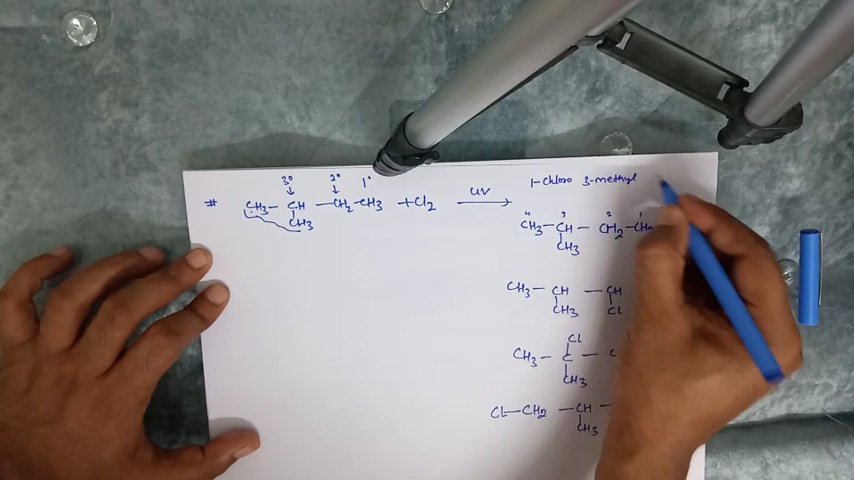 3° 2° 1°
# CH3- CH -CH2-CH3 +Cl2 UV
CH3
1-Chloro 3-methyl
4 3 2 1
CH3- CH - CH2-CH2
CH3
CH3- CH - CH
CH3 Cl
Cl
CH3- C -
CH3
Cl-CH2 -CH -
CH3